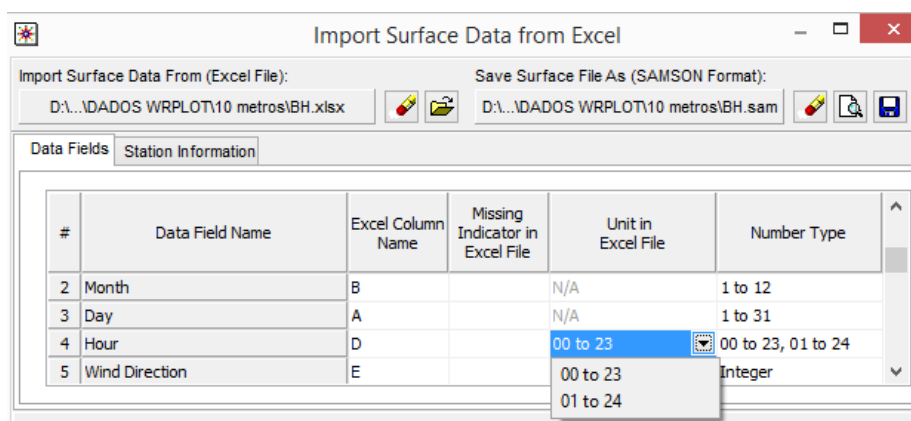 Import Surface Data from Excel
Import Surface Data From (Excel File):
Save Surface File As (SAMSON Format):
D:\...\DADOS WRPLOT\10 metros\BH.xlsx
D:\...\DADOS WRPLOT\10 metros\BH.sam
Data Fields Station Information
# Data Field Name Excel Column Name Missing Indicator in Excel File Unit in Excel File Number Type
2 Month B N/A 1 to 12
3 Day A N/A 1 to 31
4 Hour D 00 to 23 00 to 23, 01 to 24
5 Wind Direction E Integer
00 to 23
01 to 24